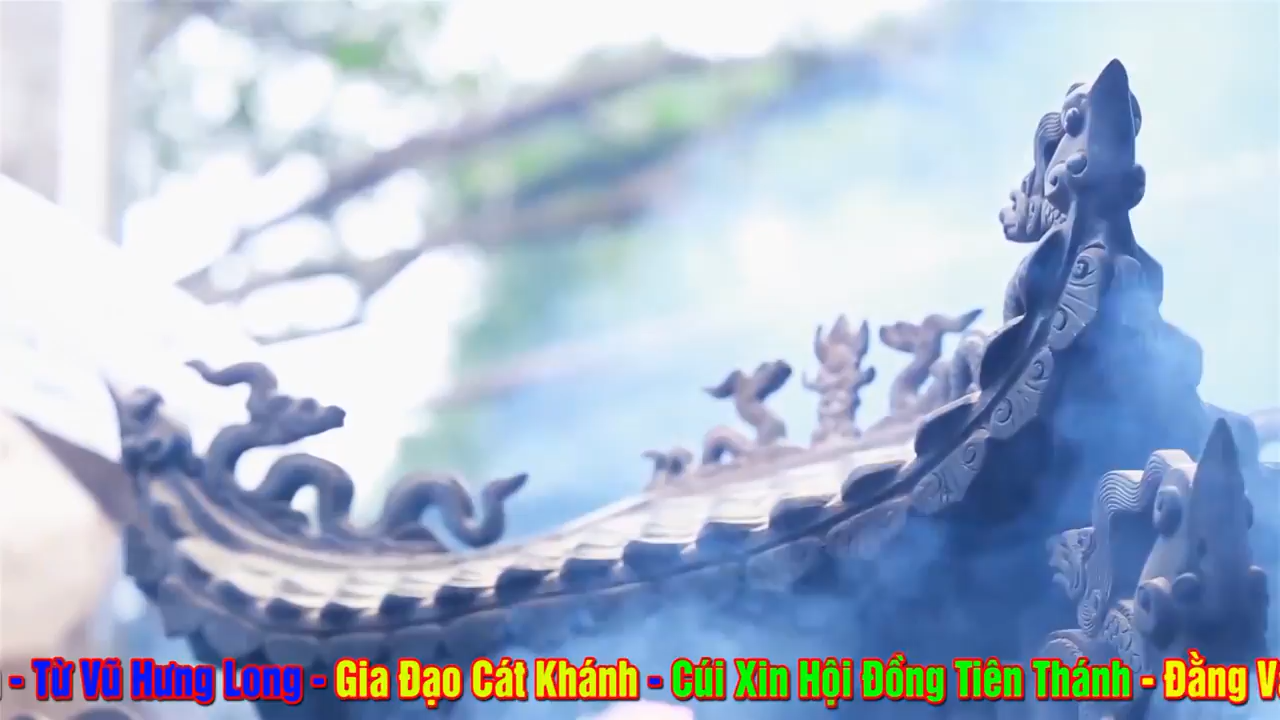 - Từ Vũ Hưng Long - Gia Đạo Cát Khánh - Cúi Xin Hội Đồng Tiên Thánh - Đằng